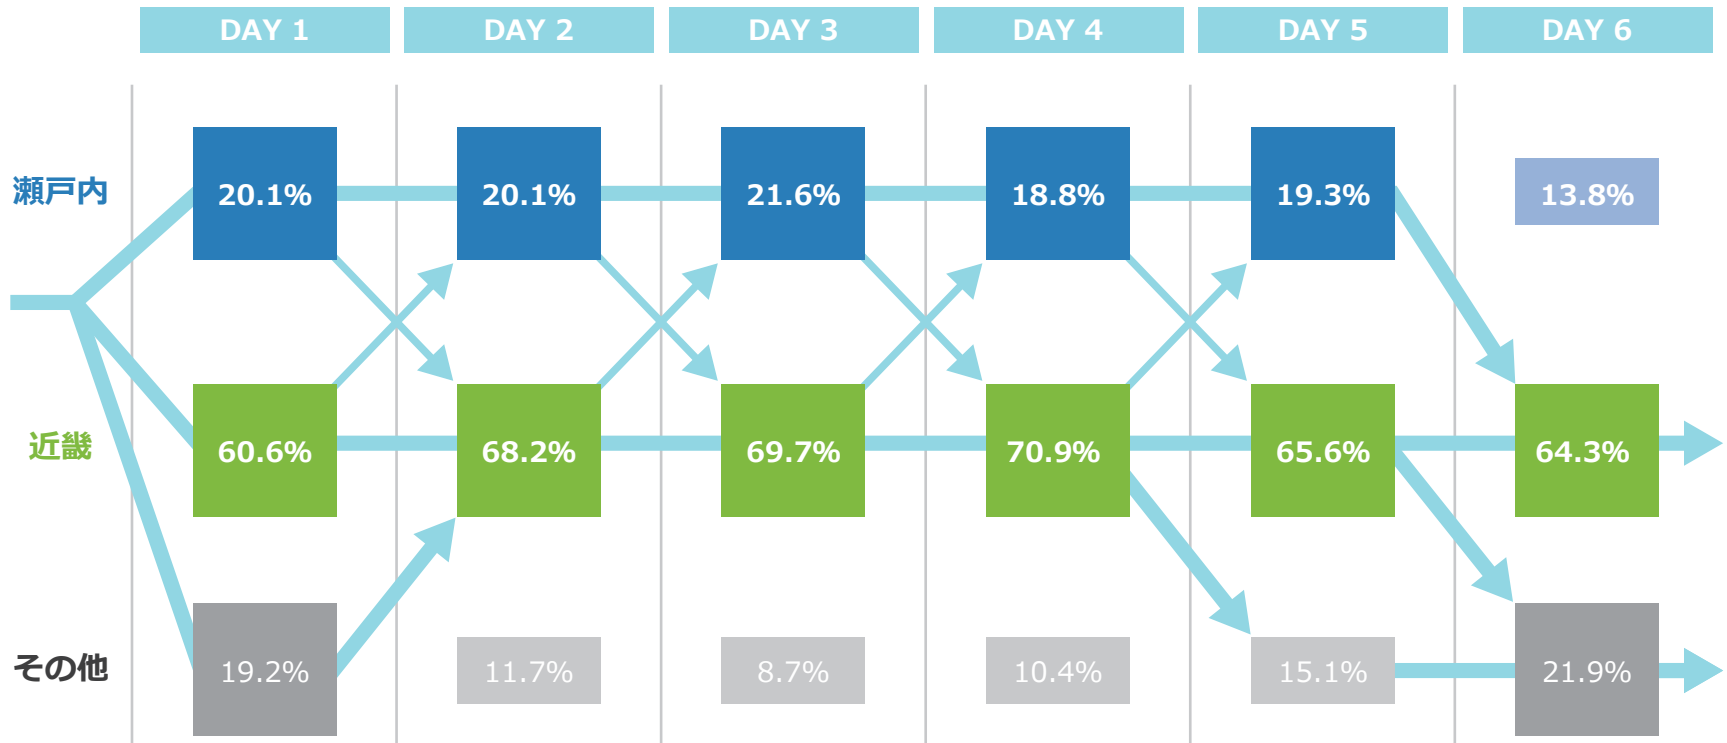 DAY 1 DAY 2 DAY 3 DAY 4 DAY 5 DAY 6
瀬戸内 20.1% 20.1% 21.6% 18.8% 19.3% 13.8%
近畿 60.6% 68.2% 69.7% 70.9% 65.6% 64.3%
その他 19.2% 11.7% 8.7% 10.4% 15.1% 21.9%